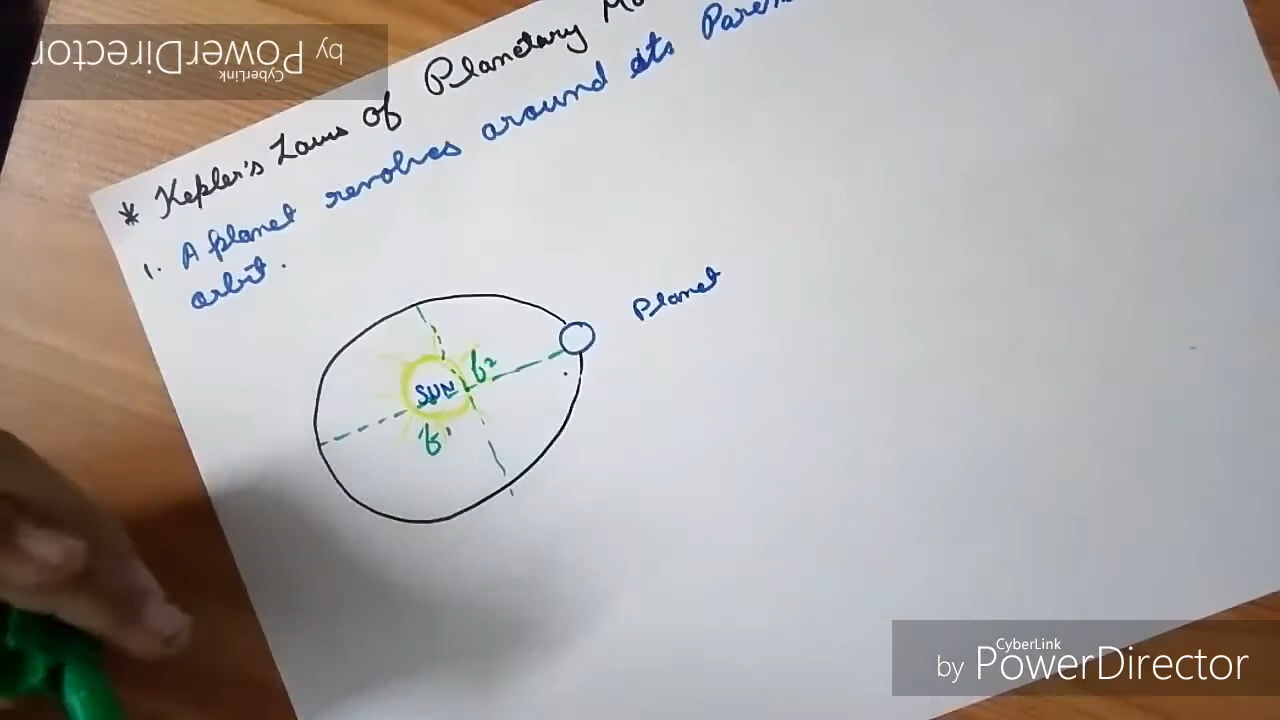 * Kepler's Laws of Planetary
1. A planet revolves around its
orbit.
Planet
SUN
f2
f1
CyberLink
by PowerDirector
CyberLink
by PowerDirector